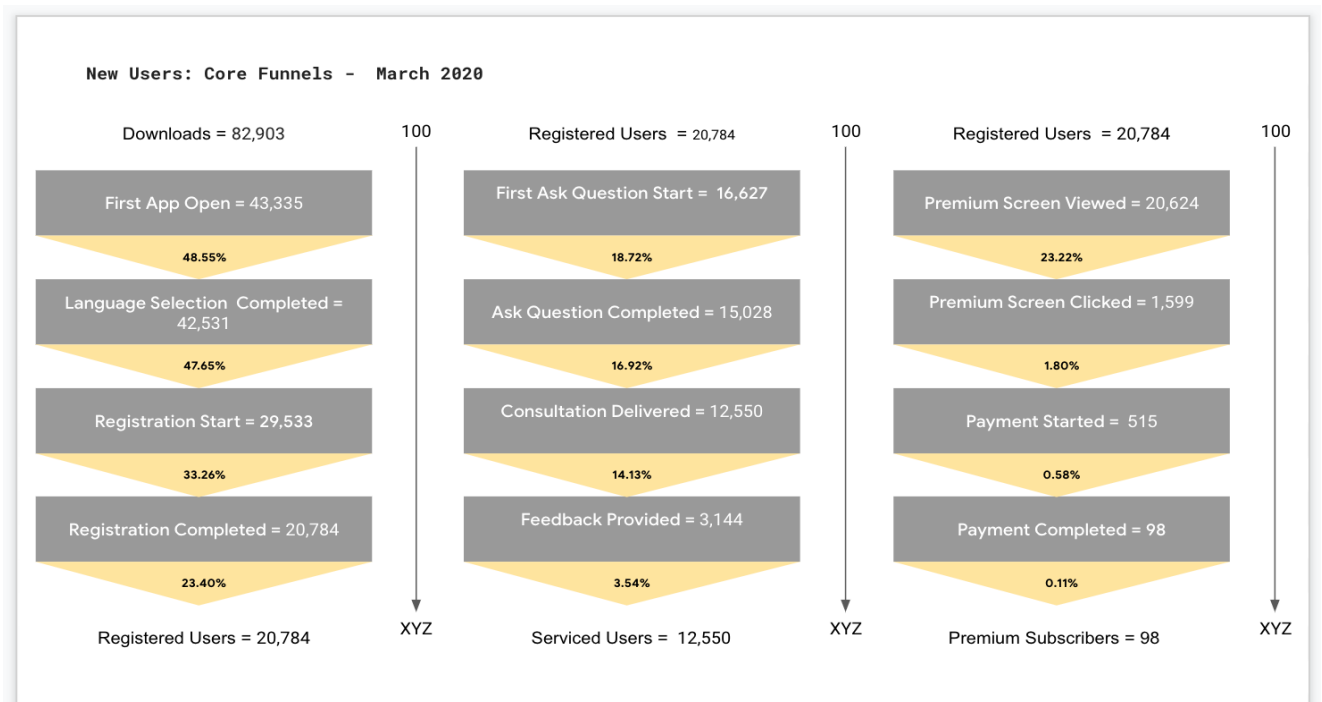 New Users: Core Funnels - March 2020
Downloads = 82,903
100
First App Open = 43,335
48.55%
Language Selection Completed =
42,531
47.65%
Registration Start = 29,533
33.26%
Registration Completed = 20,784
23.40%
Registered Users = 20,784
XYZ
Registered Users = 20,784
100
First Ask Question Start = 16,627
18.72%
Ask Question Completed = 15,028
16.92%
Consultation Delivered = 12,550
14.13%
Feedback Provided = 3,144
3.54%
Serviced Users = 12,550
XYZ
Registered Users = 20,784
100
Premium Screen Viewed = 20,624
23.22%
Premium Screen Clicked = 1,599
1.80%
Payment Started = 515
0.58%
Payment Completed = 98
0.11%
Premium Subscribers = 98
XYZ